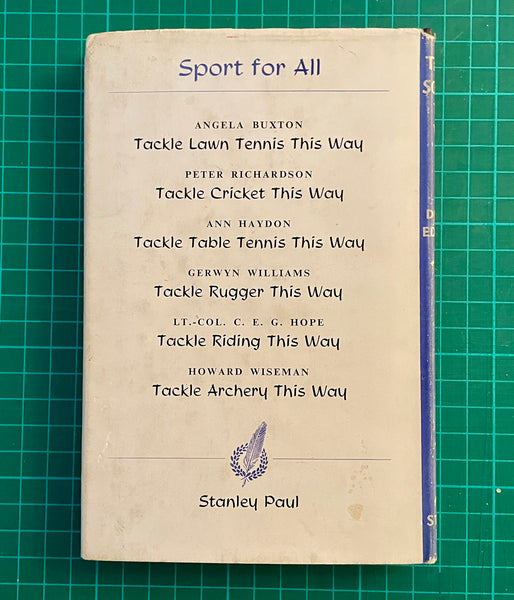 Sport for All
ANGELA BUXTON
Tackle Lawn Tennis This Way
PETER RICHARDSON
Tackle Cricket This Way
ANN HAYDON
Tackle Table Tennis This Way
GERWYN WILLIAMS
Tackle Rugger This Way
LT.-COL. C. E. G. HOPE
Tackle Riding This Way
HOWARD WISEMAN
Tackle Archery This Way
Stanley Paul